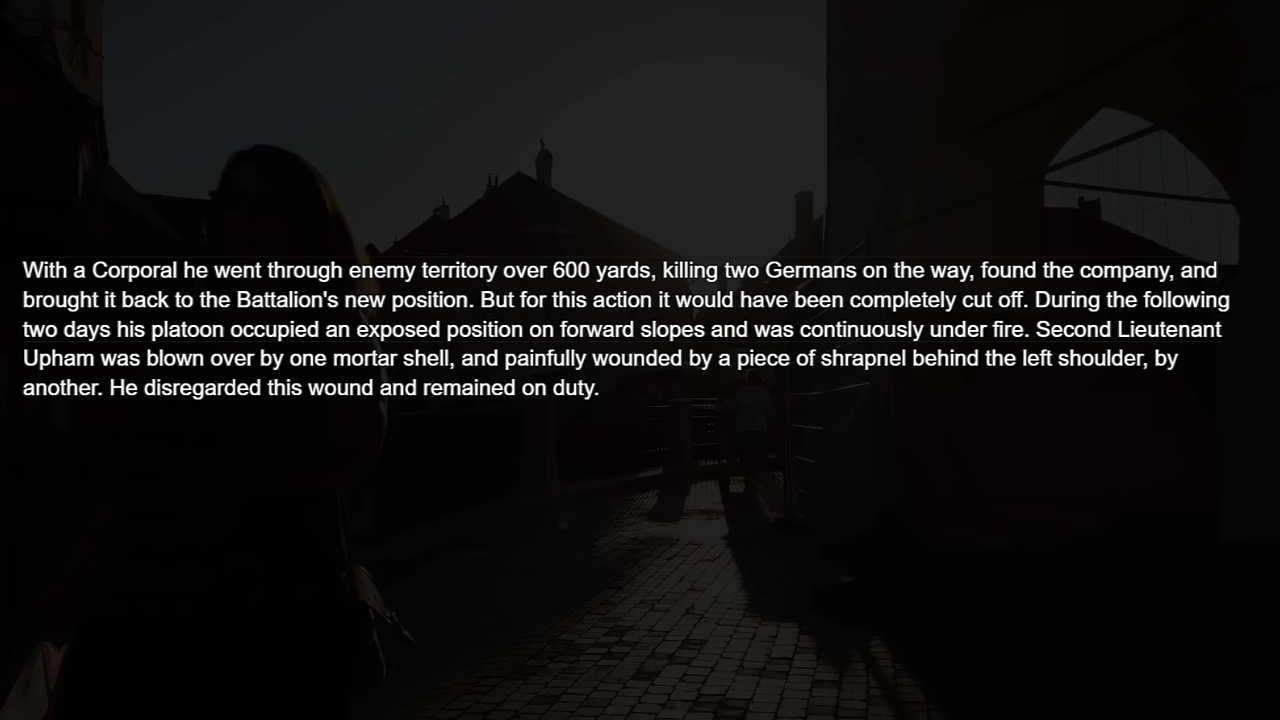 With a Corporal he went through enemy territory over 600 yards, killing two Germans on the way, found the company, and
brought it back to the Battalion's new position. But for this action it would have been completely cut off. During the following
two days his platoon occupied an exposed position on forward slopes and was continuously under fire. Second Lieutenant
Upham was blown over by one mortar shell, and painfully wounded by a piece of shrapnel behind the left shoulder, by
another. He disregarded this wound and remained on duty.